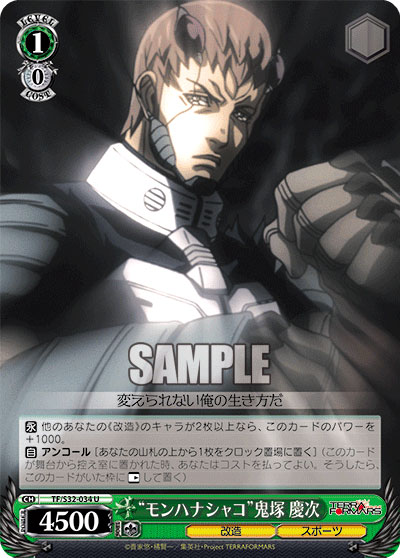 LEVEL
1
0
COST
SAMPLE
変えられない俺の生き方だ
永 他のあなたの《改造》のキャラが2枚以上なら、このカードのパワーを
+1000。
自 アンコール [あなたの山札の上から1枚をクロック置場に置く] (このカード
が舞台から控え室に置かれた時、あなたはコストを払ってよい。そうしたら、
このカードがいた枠に置く)
CH
TF/S32-034 U
4500
“モンハナシャコ”鬼塚 慶次
TERRAFORMARS
改造
スポーツ
©貴家悠・橘賢一/集英社・Project TERRAFORMARS